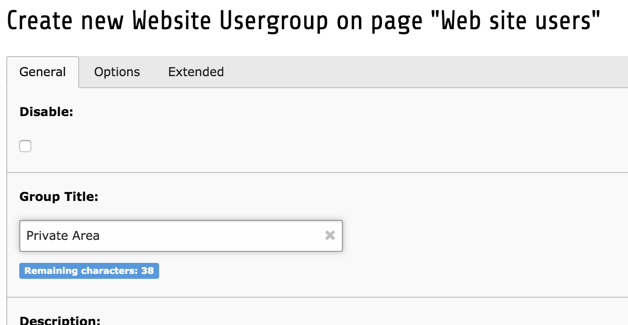 Create new Website Usergroup on page "Web site users"
General Options Extended
Disable:
Group Title:
Private Area
Remaining characters: 38
Description: